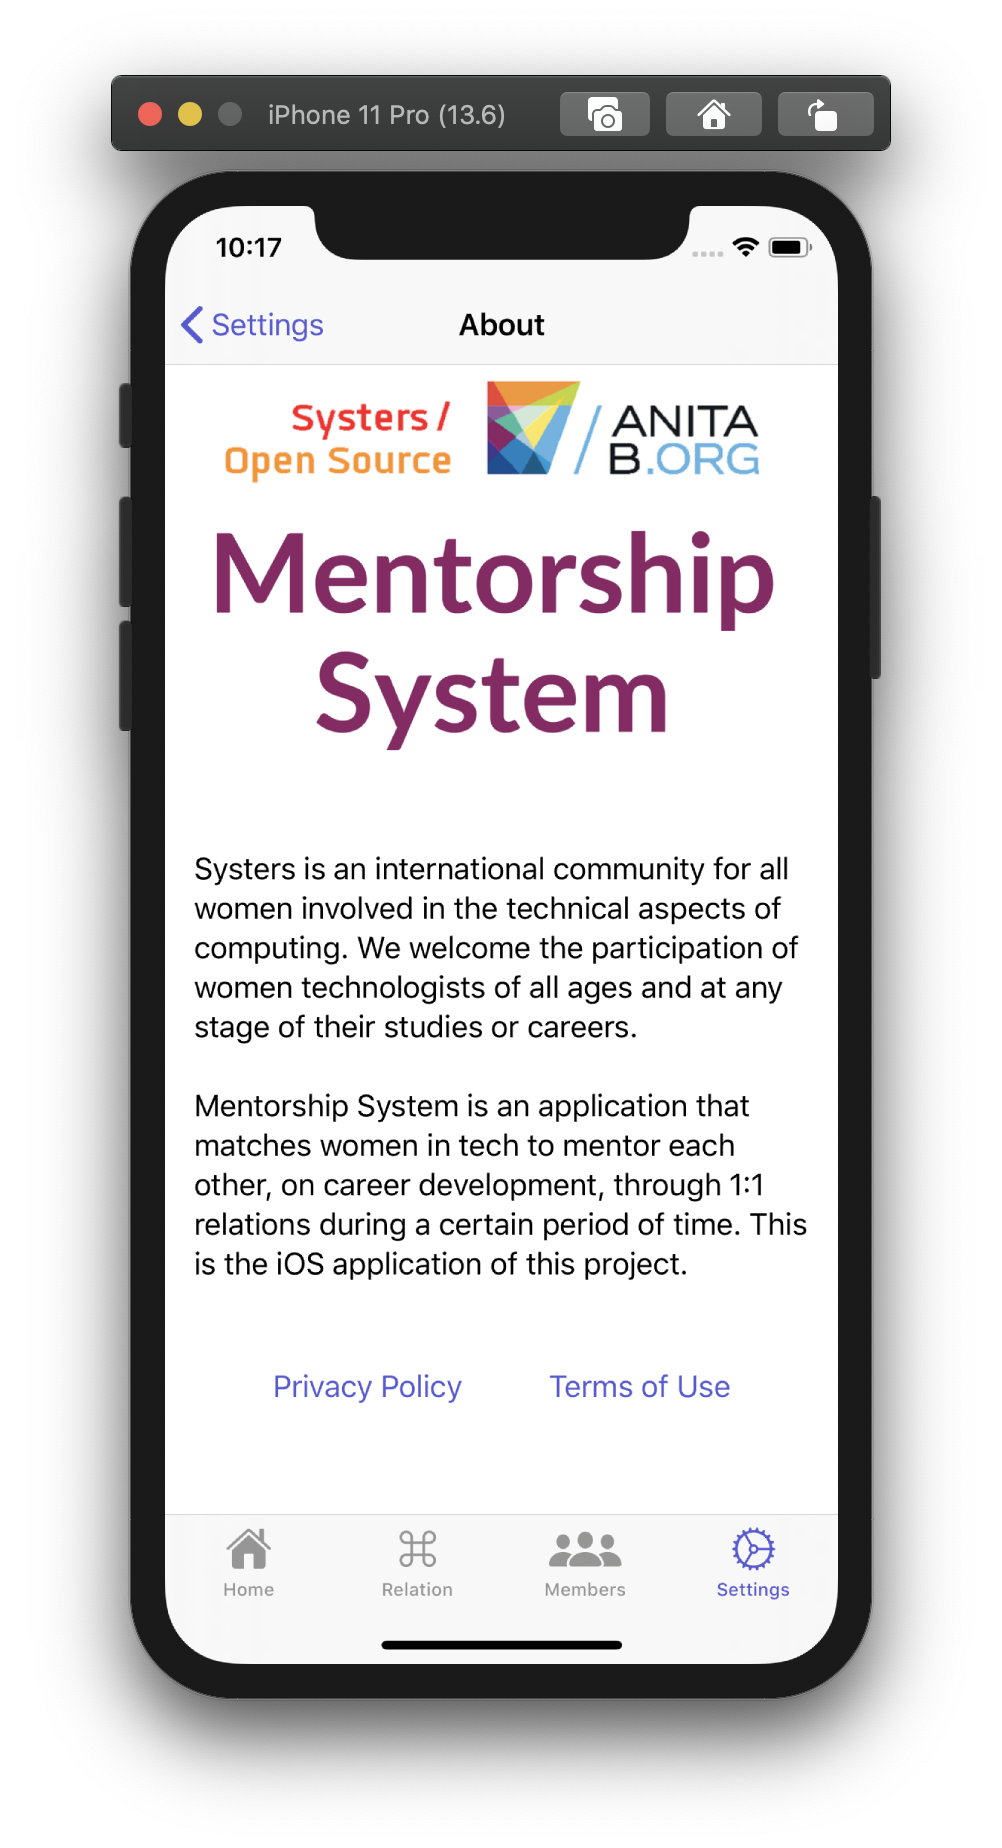 iPhone 11 Pro (13.6)
10:17
Settings
About
Systers /
Open Source
ANITA
B.ORG
Mentorship
System
Systers is an international community for all
women involved in the technical aspects of
computing. We welcome the participation of
women technologists of all ages and at any
stage of their studies or careers.
Mentorship System is an application that
matches women in tech to mentor each
other, on career development, through 1:1
relations during a certain period of time. This
is the iOS application of this project.
Privacy Policy
Terms of Use
Home
Relation
Members
Settings